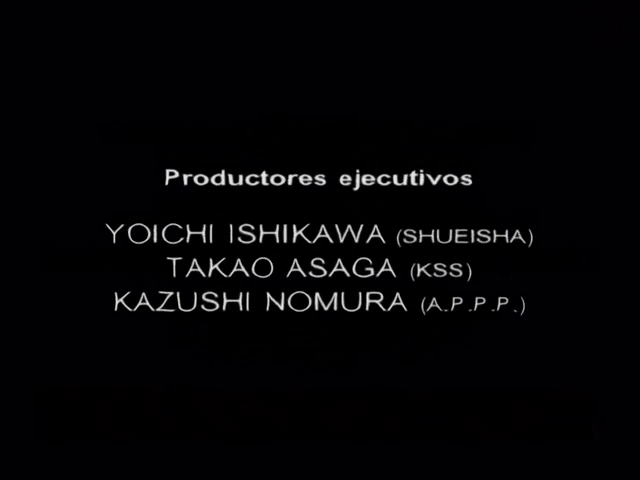 Productores ejecutivos
YOICHI ISHIKAWA (SHUEISHA)
TAKAO ASAGA (KSS)
KAZUSHI NOMURA (A.P.P.P.)